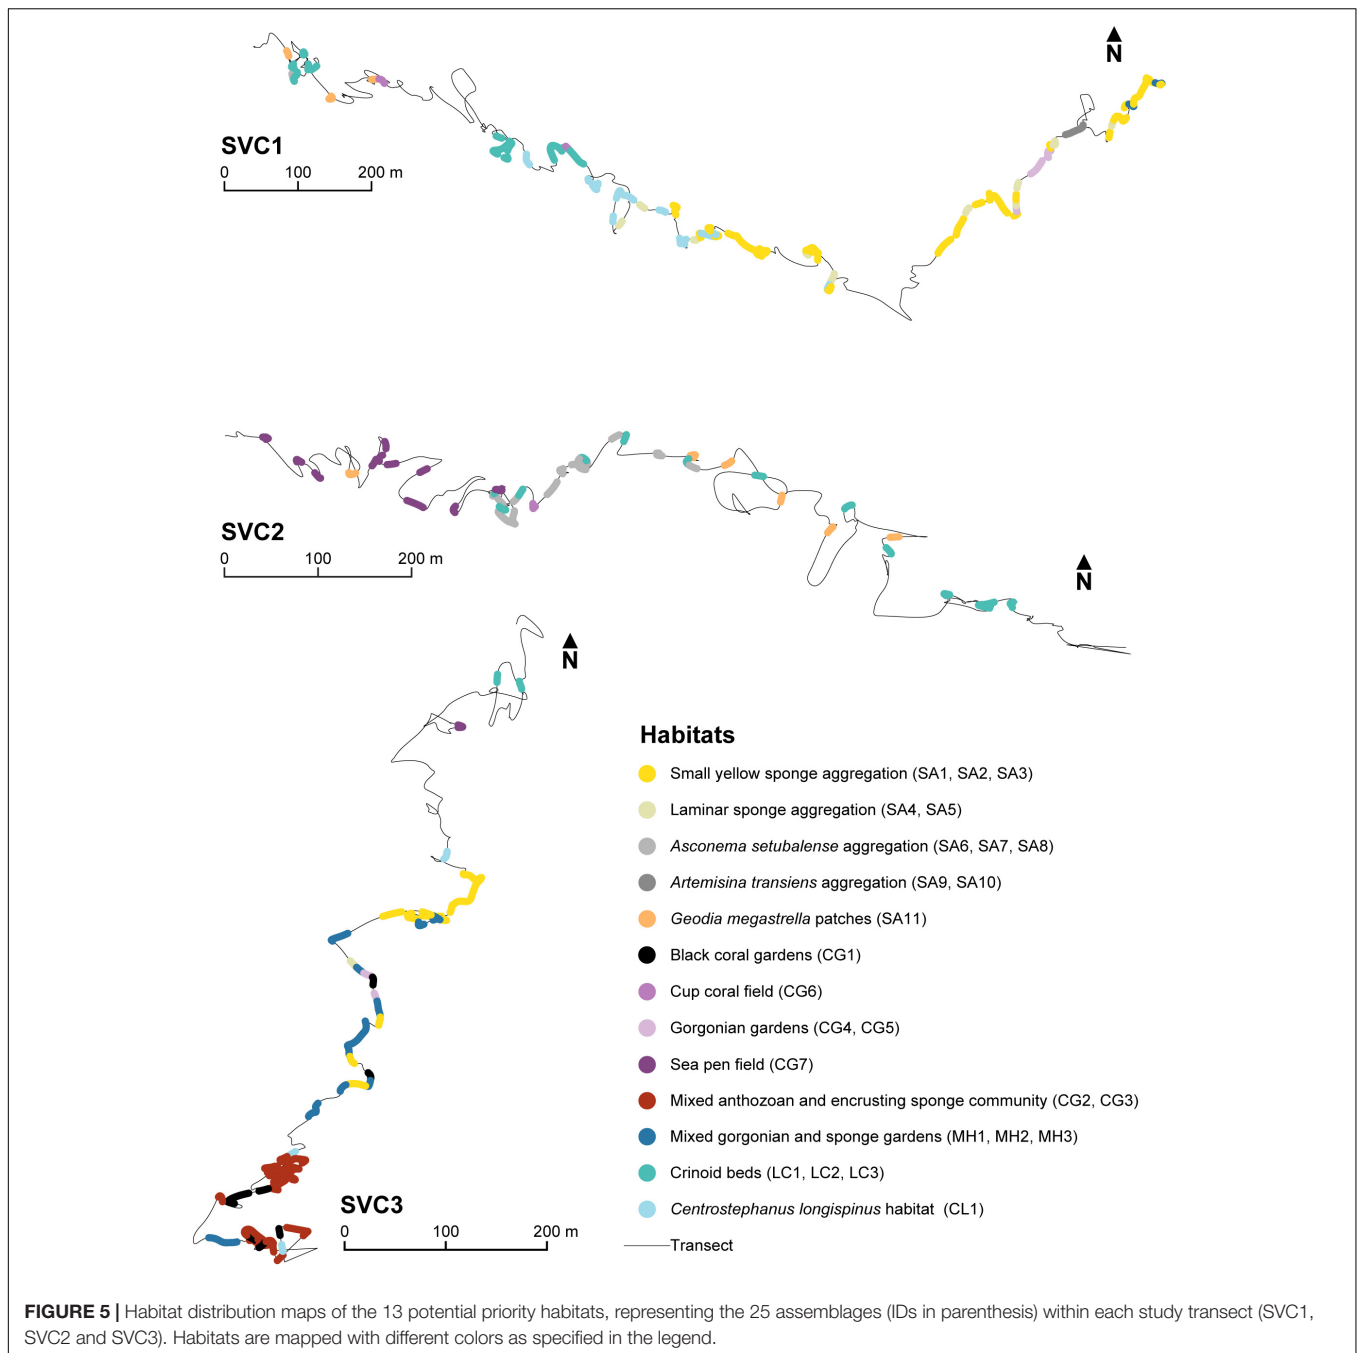 N
SVC1
0 100 200 m
SVC2
0 100 200 m
N
N
Habitats
Small yellow sponge aggregation (SA1, SA2, SA3)
Laminar sponge aggregation (SA4, SA5)
Asconema setubalense aggregation (SA6, SA7, SA8)
Artemisina transiens aggregation (SA9, SA10)
Geodia megastrella patches (SA11)
Black coral gardens (CG1)
Cup coral field (CG6)
Gorgonian gardens (CG4, CG5)
Sea pen field (CG7)
Mixed anthozoan and encrusting sponge community (CG2, CG3)
Mixed gorgonian and sponge gardens (MH1, MH2, MH3)
Crinoid beds (LC1, LC2, LC3)
Centrostephanus longispinus habitat (CL1)
Transect
SVC3
0 100 200 m
FIGURE 5 | Habitat distribution maps of the 13 potential priority habitats, representing the 25 assemblages (IDs in parenthesis) within each study transect (SVC1,
SVC2 and SVC3). Habitats are mapped with different colors as specified in the legend.